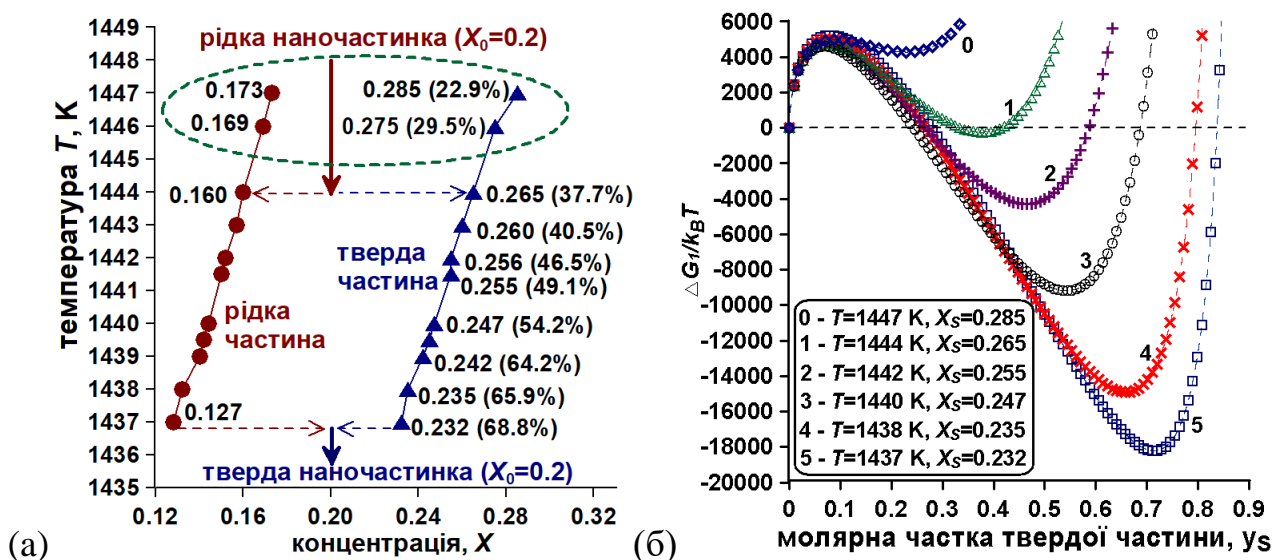 1449
1448
1447
1446
1445
1444
1443
1442
1441
1440
1439
1438
1437
1436
1435
температура T, K
рідка наночастинка (X₀=0.2)
0.173
0.285 (22.9%)
0.169
0.275 (29.5%)
0.160
0.265 (37.7%)
0.260 (40.5%)
тверда
частина
0.256 (46.5%)
0.255 (49.1%)
рідка
частина
0.247 (54.2%)
0.242 (64.2%)
0.235 (65.9%)
0.127
0.232 (68.8%)
тверда наночастинка (X₀=0.2)
0.12 0.16 0.20 0.24 0.28 0.32
концентрація, X
(а)
6000
4000
2000
0
-2000
-4000
-6000
-8000
-10000
-12000
-14000
-16000
-18000
-20000
△G₁/k_BT
0
1
2
3
4
5
0 - T=1447 K, X_S=0.285
1 - T=1444 K, X_S=0.265
2 - T=1442 K, X_S=0.255
3 - T=1440 K, X_S=0.247
4 - T=1438 K, X_S=0.235
5 - T=1437 K, X_S=0.232
0 0.1 0.2 0.3 0.4 0.5 0.6 0.7 0.8 0.9
молярна частка твердої частини, y_S
(б)